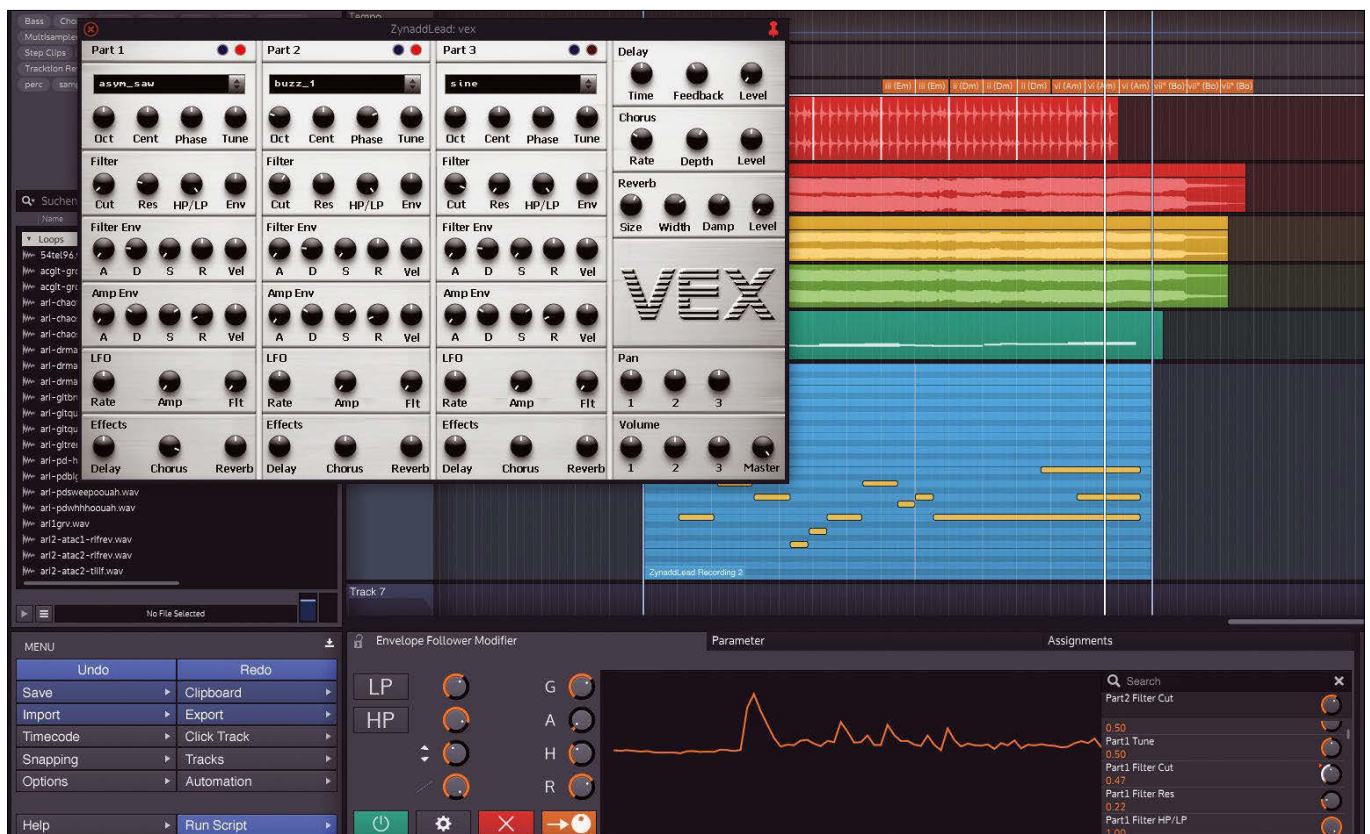 Bass
Multisample
Step Clips
perc
Tempo
ZynaddLead: vex
Part 1
Part 2
Part 3
Delay
asym_saw
buzz_1
sine
Time Feedback Level
Oct Cent Phase Tune
Oct Cent Phase Tune
Oct Cent Phase Tune
Chorus
Rate Depth Level
Filter
Filter
Filter
Reverb
Cut Res HP/LP Env
Cut Res HP/LP Env
Cut Res HP/LP Env
Size Width Damp Level
Filter Env
Filter Env
Filter Env
A D S R Vel
A D S R Vel
A D S R Vel
VEX
Amp Env
Amp Env
Amp Env
A D S R Vel
A D S R Vel
A D S R Vel
LFO
LFO
LFO
Pan
Rate Amp Flt
Rate Amp Flt
Rate Amp Flt
1 2 3
Effects
Effects
Effects
Volume
Delay Chorus Reverb
Delay Chorus Reverb
Delay Chorus Reverb
1 2 3 Master
iii (Em) iii (Em) ii (Dm) ii (Dm) ii (Dm) vi (Am) vi (Am) vi (Am) vii° (Bo) vii° (Bo) vii° (Bo)
Suchen
Name
Loops
54tel96.
arl-pdsweepoouah.wav
arl-pdwhhhoouah.wav
arl1grv.wav
arl2-atac1-rlfrev.wav
arl2-atac2-rlfrev.wav
arl2-atac2-tillf.wav
No File Selected
ZynaddLead Recording 2
Track 7
MENU
Undo Redo
Save Clipboard
Import Export
Timecode Click Track
Snapping Tracks
Options Automation
Help Run Script
Envelope Follower Modifier
Parameter
Assignments
LP
HP
G
A
H
R
Search
Part2 Filter Cut
0.50
Part1 Tune
0.50
Part1 Filter Cut
0.47
Part1 Filter Res
0.22
Part1 Filter HP/LP
1.00